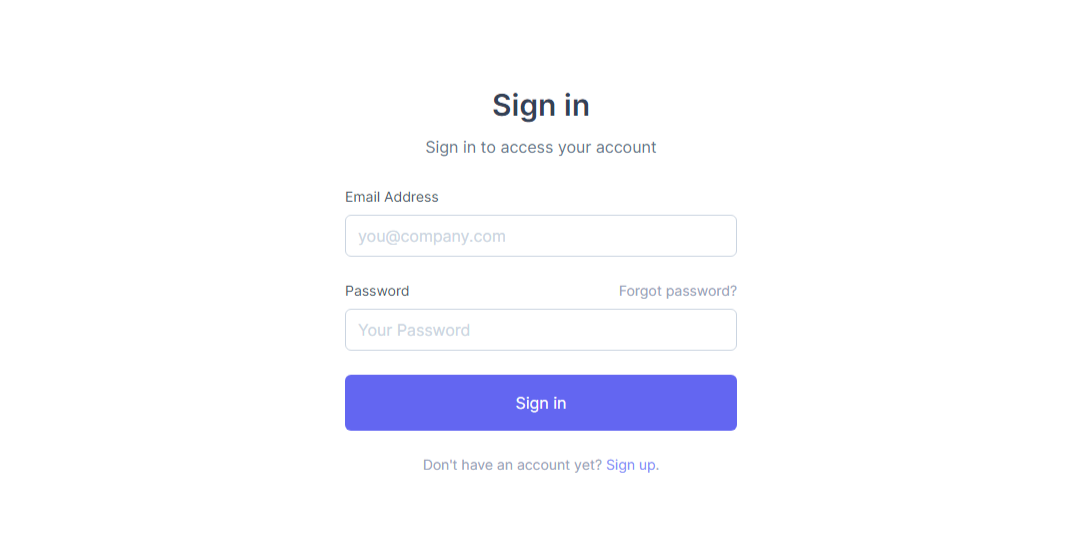 Sign in
Sign in to access your account
Email Address
you@company.com
Password Forgot password?
Your Password
Sign in
Don't have an account yet? Sign up.